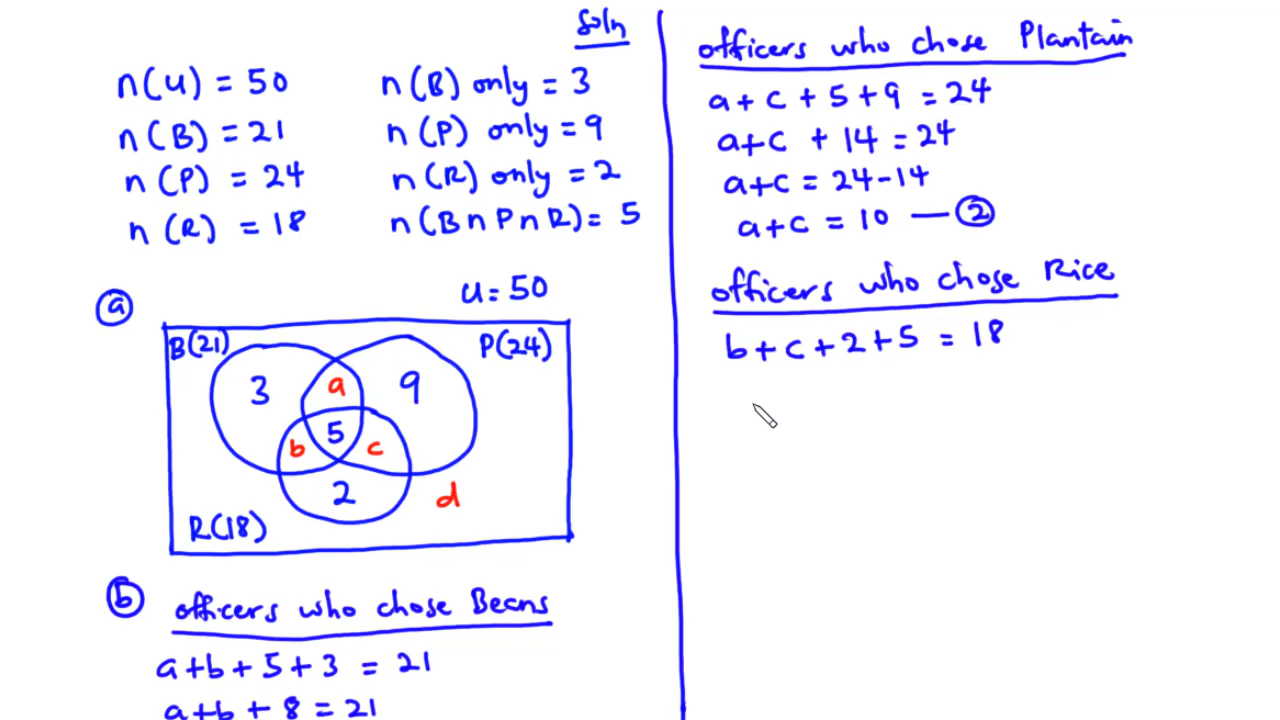 Soln
n(U) = 50
n(B) = 21
n(P) = 24
n(R) = 18
n(B) only = 3
n(P) only = 9
n(R) only = 2
n(B n P n R) = 5
a
U = 50
B(21)
P(24)
3 a 9
5
b c
2 d
R(18)
b officers who chose Beans
a + b + 5 + 3 = 21
a + b + 8 = 21
officers who chose Plantain
a + c + 5 + 9 = 24
a + c + 14 = 24
a + c = 24 - 14
a + c = 10 — 2
officers who chose Rice
b + c + 2 + 5 = 18